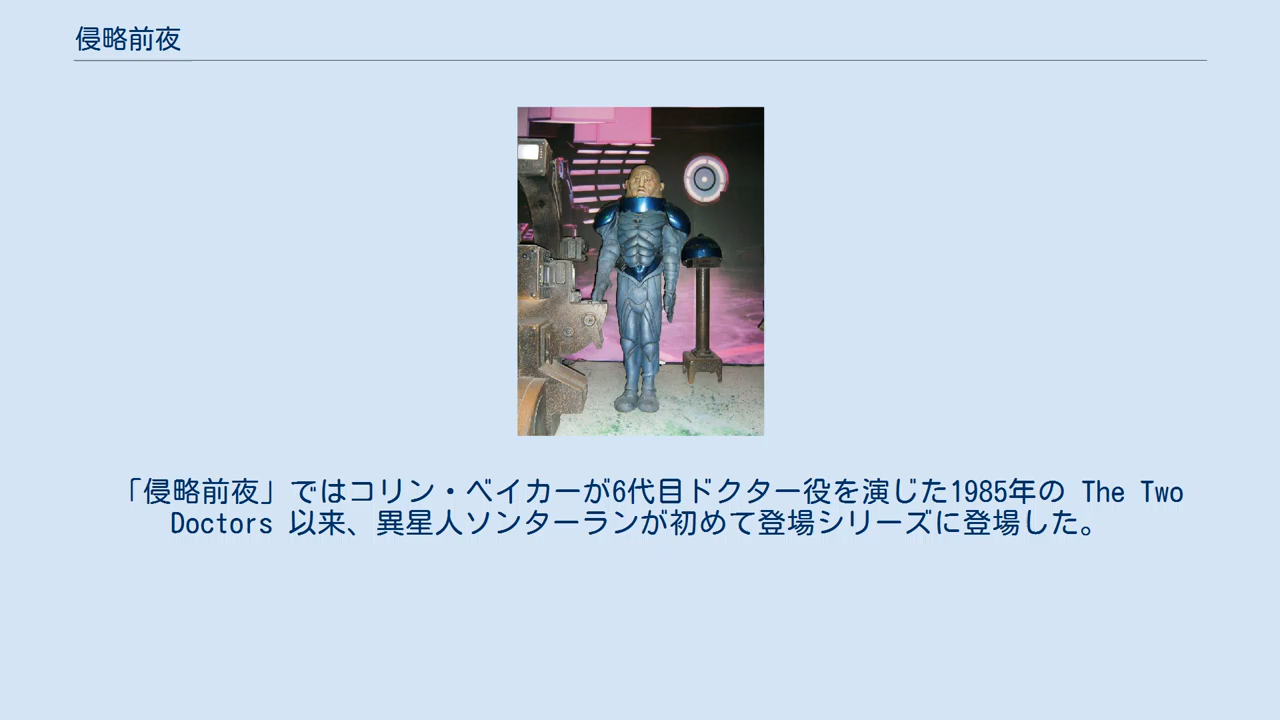 侵略前夜
「侵略前夜」ではコリン・ベイカーが6代目ドクター役を演じた1985年の The Two
Doctors 以来、異星人ソンターランが初めて登場シリーズに登場した。